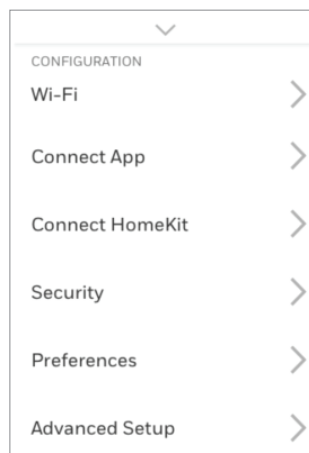 CONFIGURATION
Wi-Fi
Connect App
Connect HomeKit
Security
Preferences
Advanced Setup